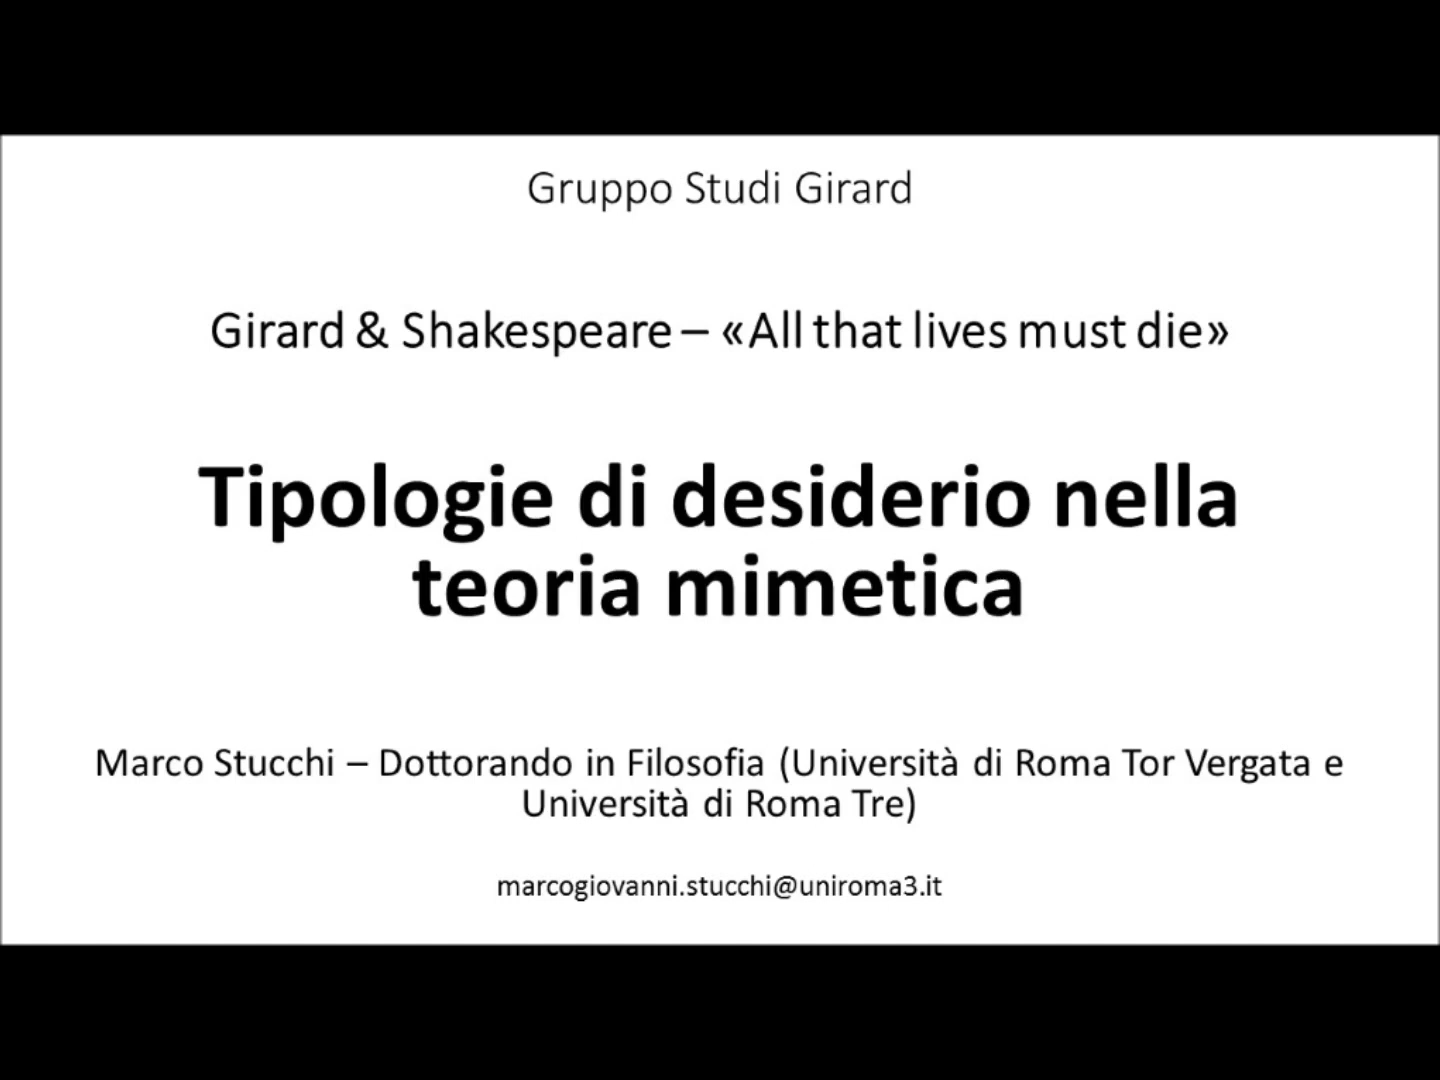 Gruppo Studi Girard
Girard & Shakespeare – «All that lives must die»
Tipologie di desiderio nella
teoria mimetica
Marco Stucchi – Dottorando in Filosofia (Università di Roma Tor Vergata e
Università di Roma Tre)
marcogiovanni.stucchi@uniroma3.it